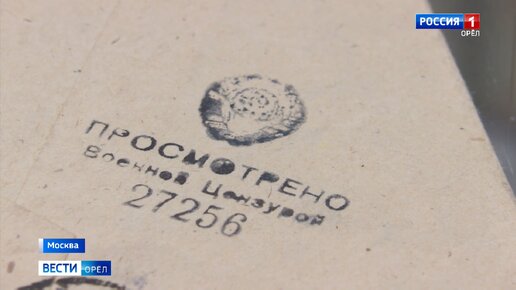 РОССИЯ 1
ОРЁЛ
ПРОСМОТРЕНО
Военной Цензурой
27256
Москва
ВЕСТИ ОРЁЛ